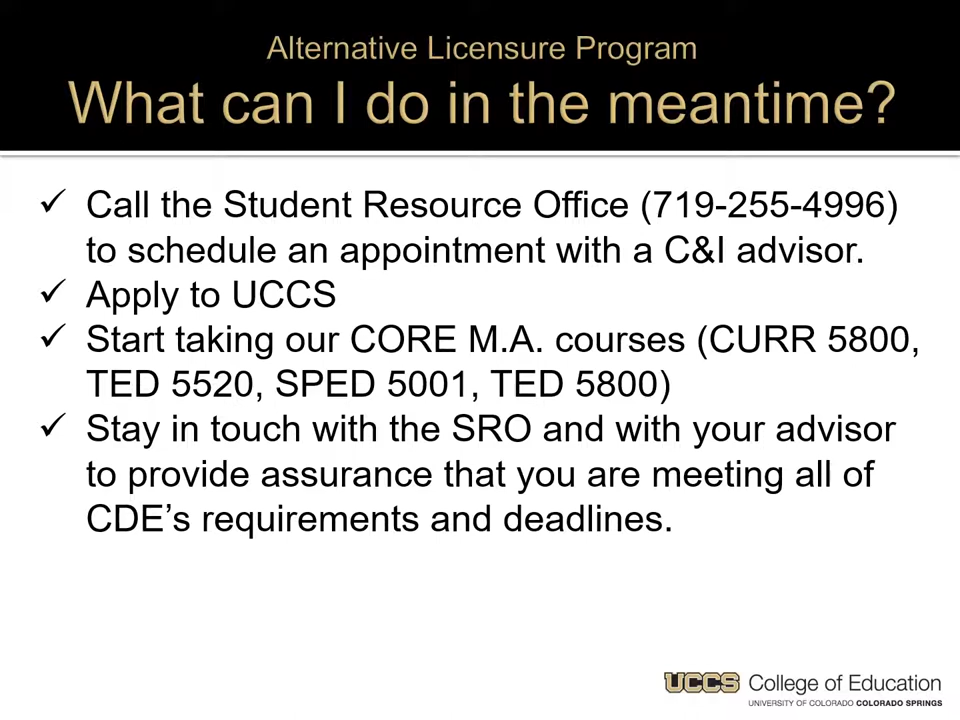 Alternative Licensure Program
What can I do in the meantime?
✓ Call the Student Resource Office (719-255-4996)
to schedule an appointment with a C&I advisor.
✓ Apply to UCCS
✓ Start taking our CORE M.A. courses (CURR 5800,
TED 5520, SPED 5001, TED 5800)
✓ Stay in touch with the SRO and with your advisor
to provide assurance that you are meeting all of
CDE’s requirements and deadlines.
UCCS College of Education
UNIVERSITY OF COLORADO COLORADO SPRINGS